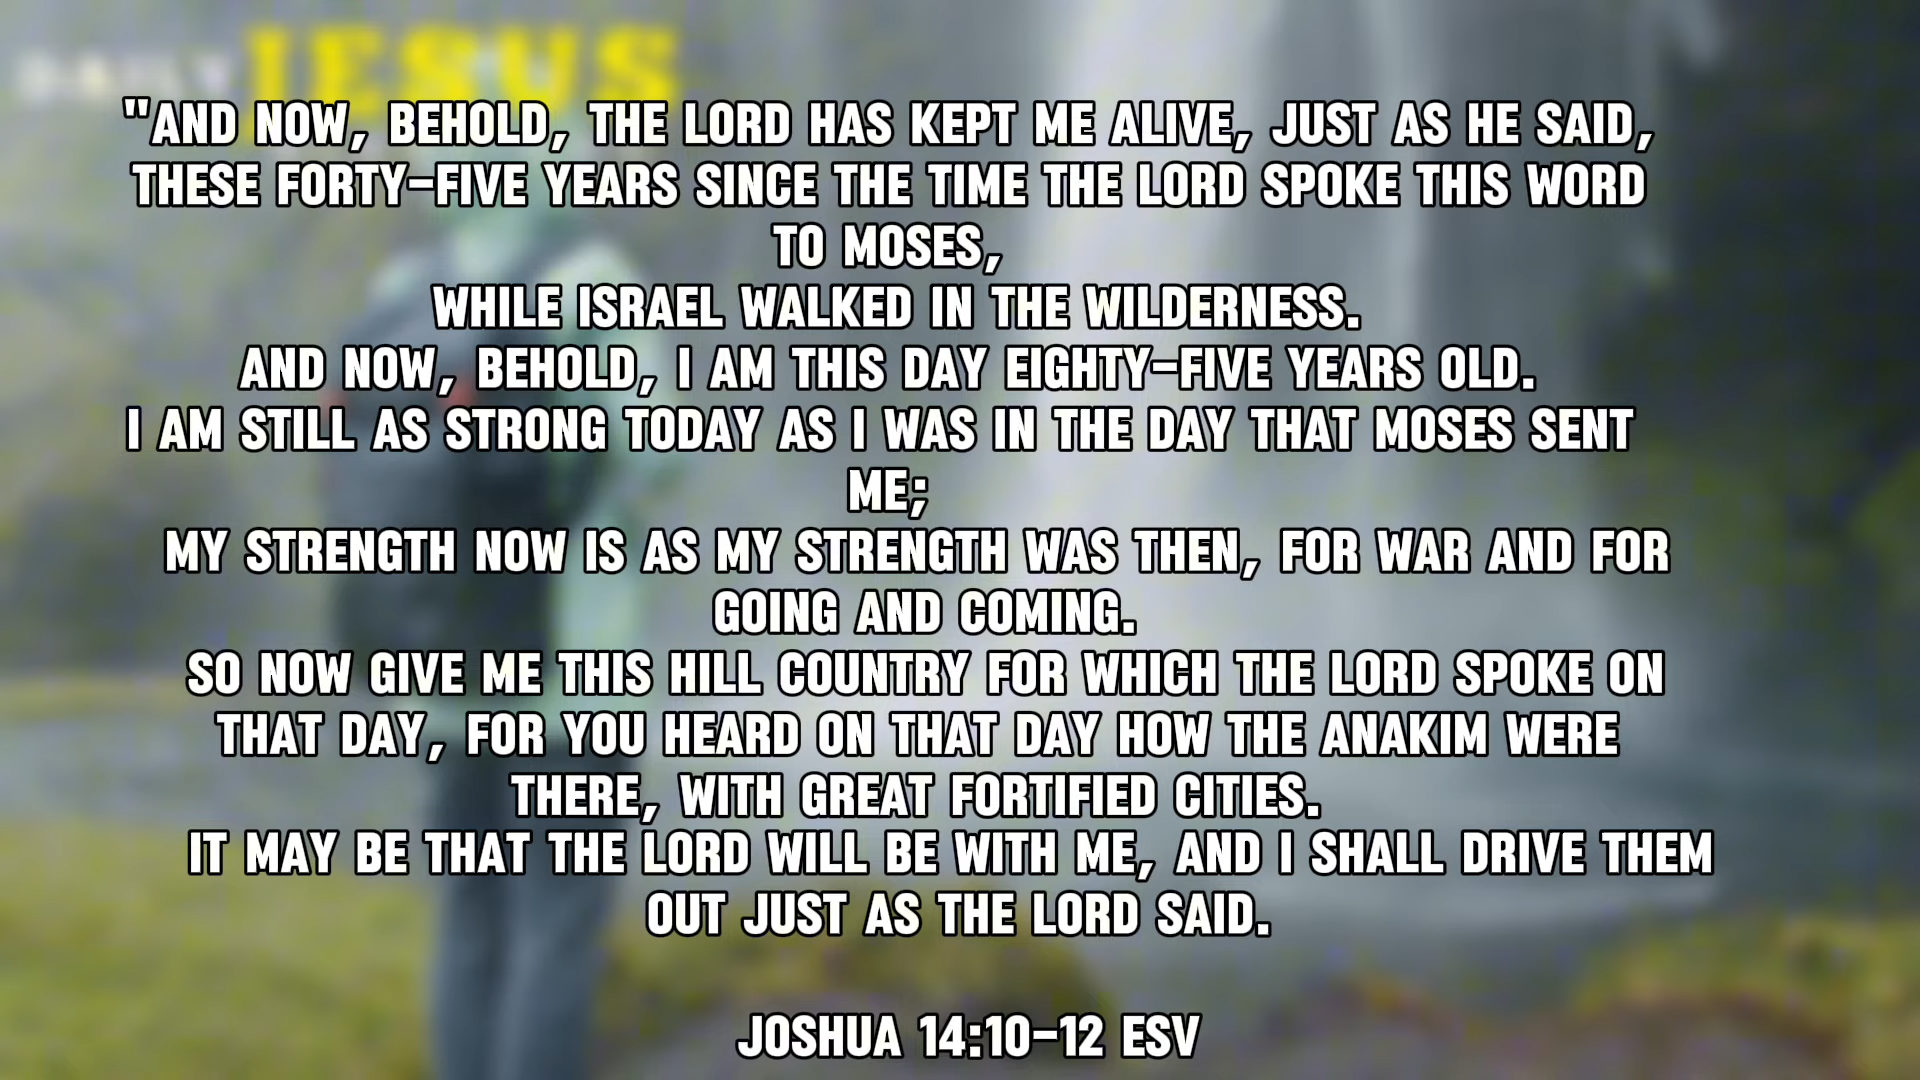 DAILY JESUS
"AND NOW, BEHOLD, THE LORD HAS KEPT ME ALIVE, JUST AS HE SAID,
THESE FORTY-FIVE YEARS SINCE THE TIME THE LORD SPOKE THIS WORD
TO MOSES,
WHILE ISRAEL WALKED IN THE WILDERNESS.
AND NOW, BEHOLD, I AM THIS DAY EIGHTY-FIVE YEARS OLD.
I AM STILL AS STRONG TODAY AS I WAS IN THE DAY THAT MOSES SENT
ME;
MY STRENGTH NOW IS AS MY STRENGTH WAS THEN, FOR WAR AND FOR
GOING AND COMING.
SO NOW GIVE ME THIS HILL COUNTRY FOR WHICH THE LORD SPOKE ON
THAT DAY, FOR YOU HEARD ON THAT DAY HOW THE ANAKIM WERE
THERE, WITH GREAT FORTIFIED CITIES.
IT MAY BE THAT THE LORD WILL BE WITH ME, AND I SHALL DRIVE THEM
OUT JUST AS THE LORD SAID.
JOSHUA 14:10-12 ESV